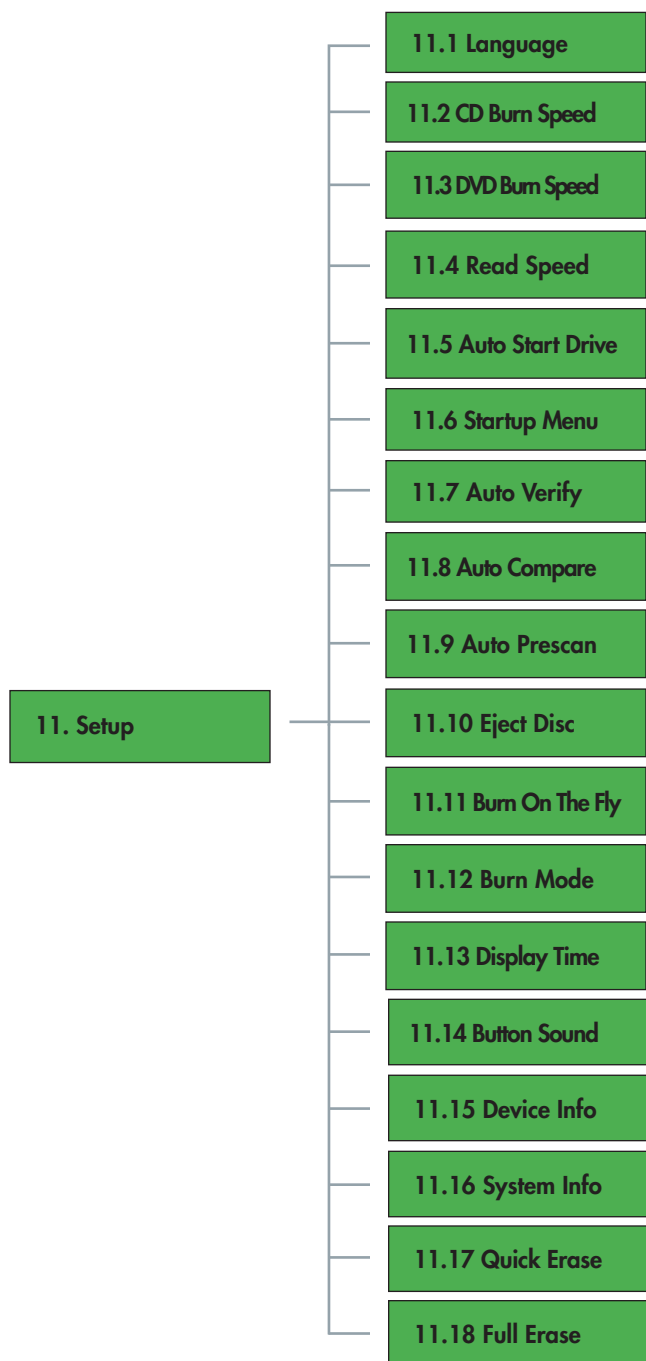 11.1 Language
11.2 CD Burn Speed
11.3 DVD Burn Speed
11.4 Read Speed
11.5 Auto Start Drive
11.6 Startup Menu
11.7 Auto Verify
11.8 Auto Compare
11.9 Auto Prescan
11. Setup
11.10 Eject Disc
11.11 Burn On The Fly
11.12 Burn Mode
11.13 Display Time
11.14 Button Sound
11.15 Device Info
11.16 System Info
11.17 Quick Erase
11.18 Full Erase